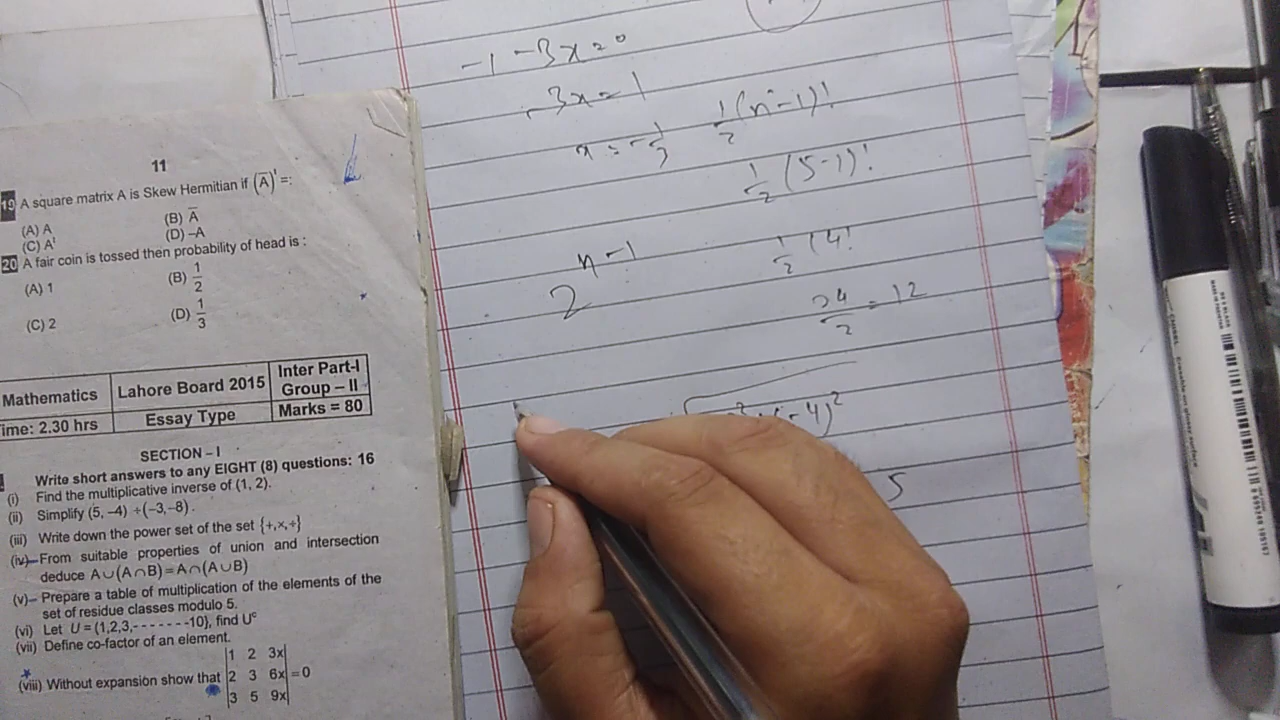 11
19 A square matrix A is Skew Hermitian if (A̅)ᵗ =:
(A) A (B) A̅
(C) Aᵗ (D) –A
20 A fair coin is tossed then probability of head is :
(A) 1 (B) 1/2
(C) 2 (D) 1/3
Mathematics Lahore Board 2015 Inter Part-I Group – II
ime: 2.30 hrs Essay Type Marks = 80
SECTION – I
Write short answers to any EIGHT (8) questions: 16
(i) Find the multiplicative inverse of (1, 2).
(ii) Simplify (5, –4) ÷(–3,–8) .
(iii) Write down the power set of the set {+,×,÷}
(iv) From suitable properties of union and intersection
deduce A∪(A∩B)=A∩(A∪B)
(v) Prepare a table of multiplication of the elements of the
set of residue classes modulo 5.
(vi) Let U = (1,2,3,-------10}, find Uᶜ
(vii) Define co-factor of an element.
(viii) Without expansion show that |1 2 3x|
|2 3 6x| = 0
|3 5 9x|
-1 -3x = 0
-3x = 1
x = -1/3
1/2 (n-1)!
1/2 (5-1)!
1/2 (4!
24/2 = 12
2ⁿ⁻¹
-4)²
5